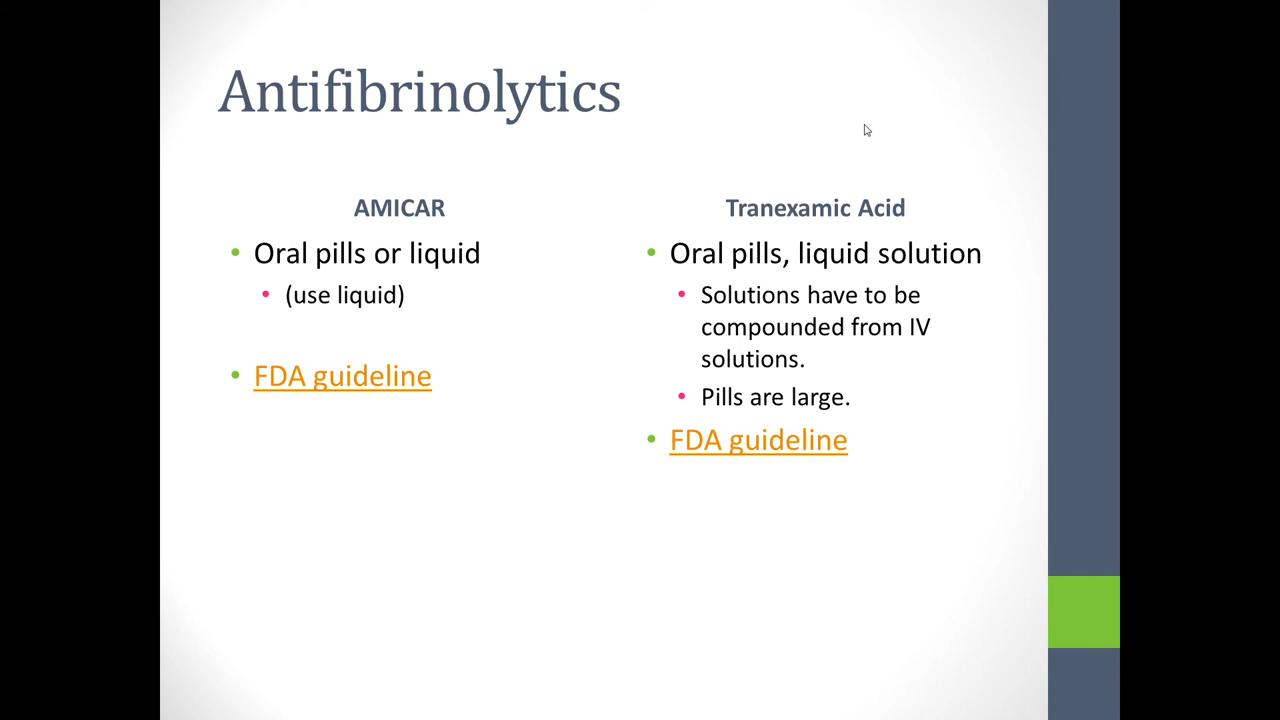 Antifibrinolytics
AMICAR
• Oral pills or liquid
• (use liquid)
• FDA guideline
Tranexamic Acid
• Oral pills, liquid solution
• Solutions have to be
compounded from IV
solutions.
• Pills are large.
• FDA guideline